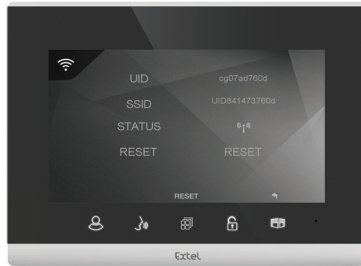 UID cg07ad760d
SSID UID641473760d
STATUS
RESET RESET
RESET
Extel